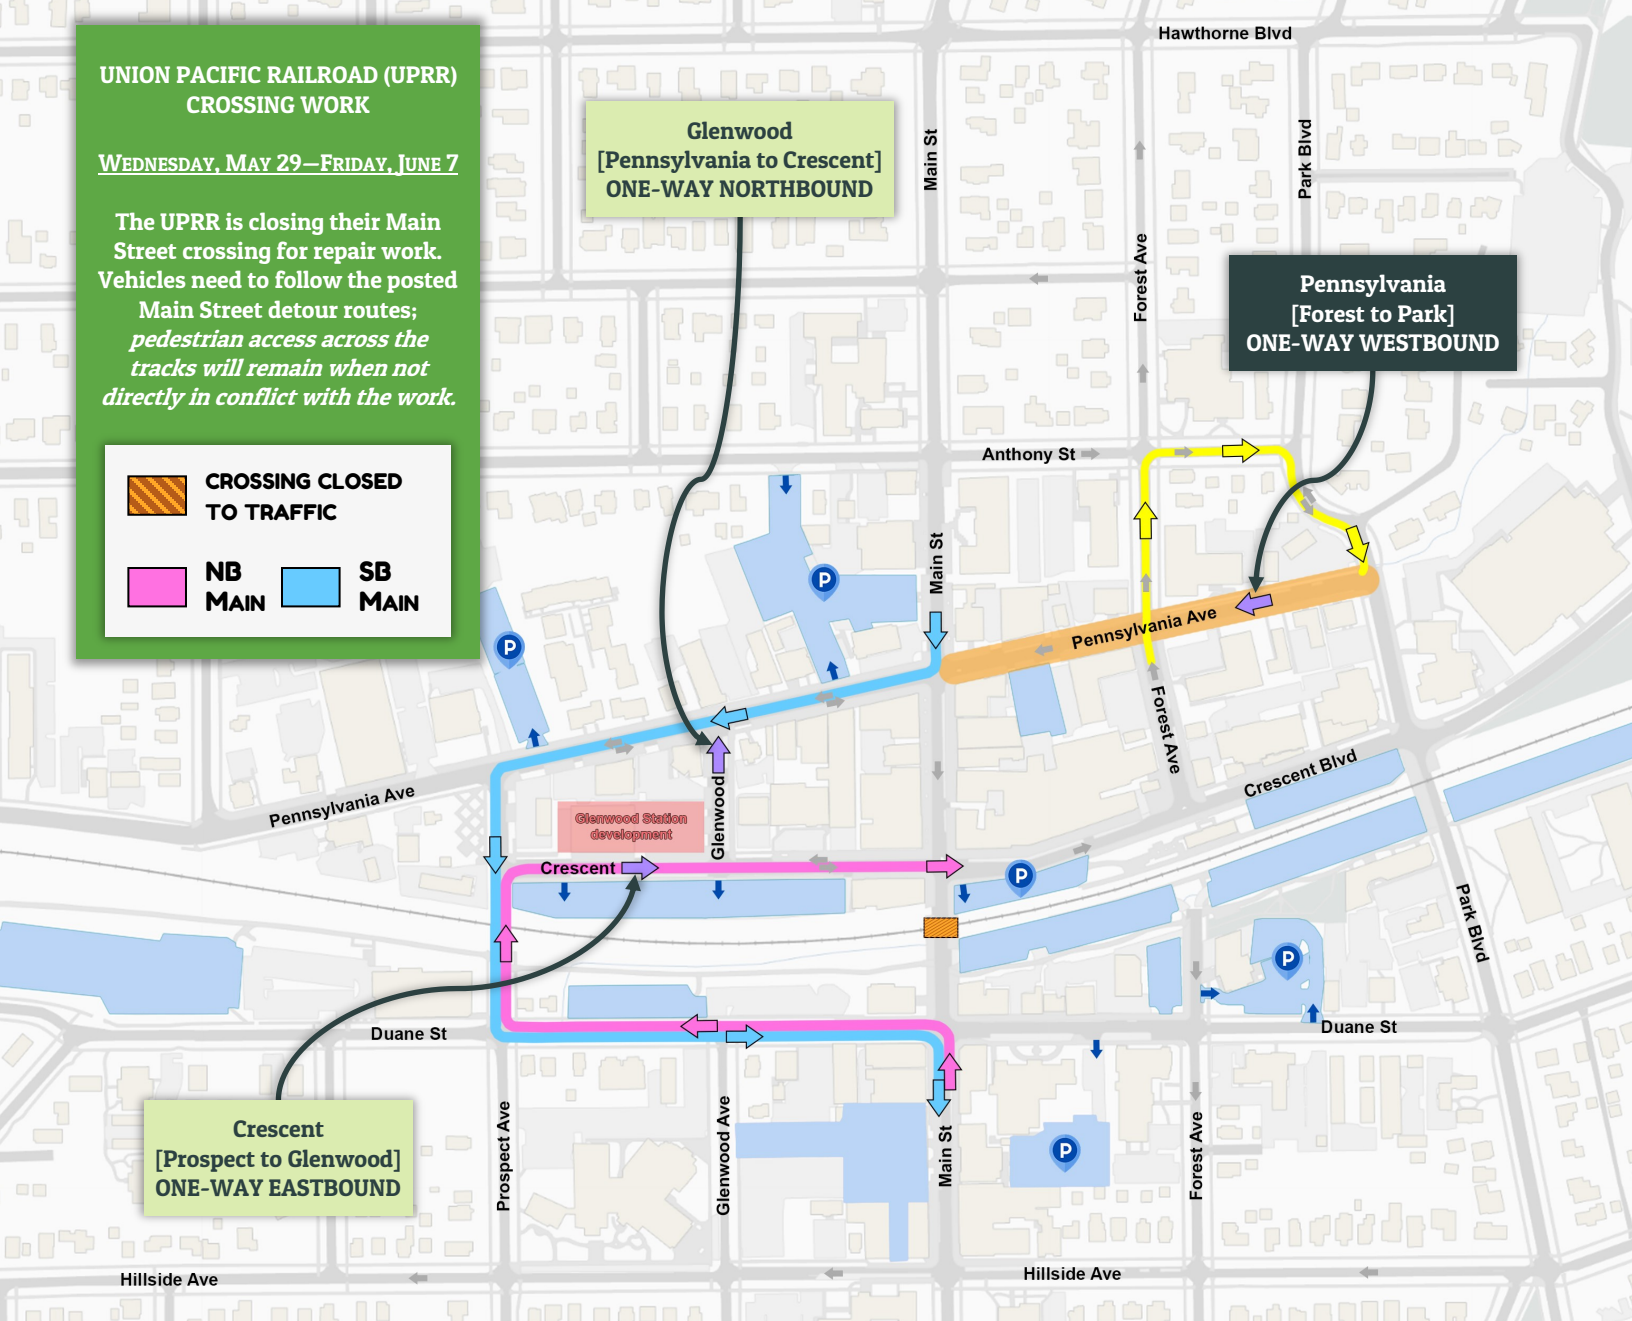 UNION PACIFIC RAILROAD (UPRR)
CROSSING WORK
WEDNESDAY, MAY 29—FRIDAY, JUNE 7
The UPRR is closing their Main
Street crossing for repair work.
Vehicles need to follow the posted
Main Street detour routes;
pedestrian access across the
tracks will remain when not
directly in conflict with the work.
CROSSING CLOSED
TO TRAFFIC
NB
MAIN
SB
MAIN
Glenwood
[Pennsylvania to Crescent]
ONE-WAY NORTHBOUND
Hawthorne Blvd
Main St
Park Blvd
Forest Ave
Pennsylvania
[Forest to Park]
ONE-WAY WESTBOUND
Anthony St
Main St
P
P
Pennsylvania Ave
Forest Ave
Crescent Blvd
Pennsylvania Ave
Glenwood
Glenwood Station
development
Crescent
P
Park Blvd
P
Duane St
Duane St
Crescent
[Prospect to Glenwood]
ONE-WAY EASTBOUND
Prospect Ave
Glenwood Ave
Main St
P
Forest Ave
Hillside Ave
Hillside Ave